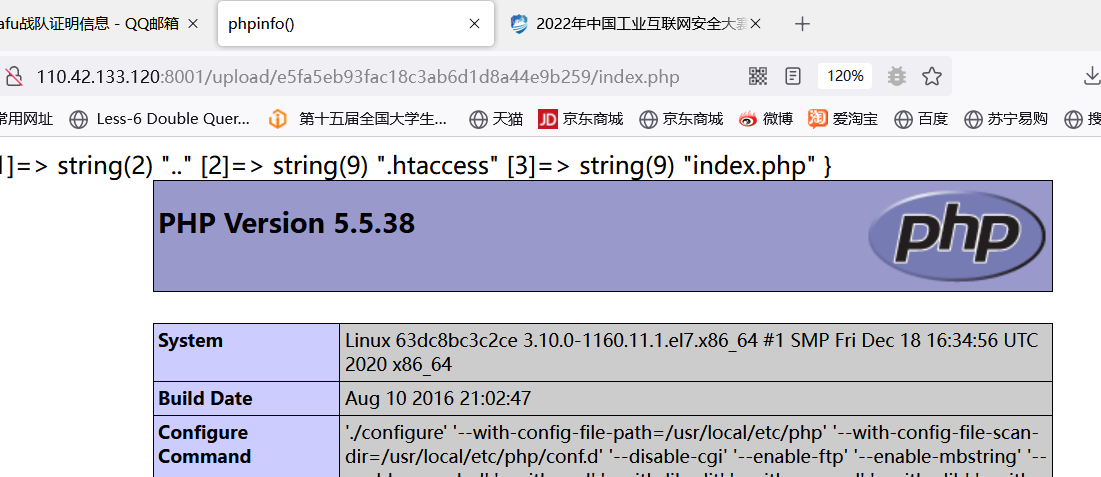 afu战队证明信息 - QQ邮箱
phpinfo()
2022年中国工业互联网安全大赛
110.42.133.120:8001/upload/e5fa5eb93fac18c3ab6d1d8a44e9b259/index.php
120%
常用网址
Less-6 Double Quer...
第十五届全国大学生...
天猫
JD 京东商城
京东商城
微博
淘 爱淘宝
百度
苏宁易购
搜
1]=> string(2) ".." [2]=> string(9) ".htaccess" [3]=> string(9) "index.php" }
PHP Version 5.5.38
php
System
Linux 63dc8bc3c2ce 3.10.0-1160.11.1.el7.x86_64 #1 SMP Fri Dec 18 16:34:56 UTC
2020 x86_64
Build Date
Aug 10 2016 21:02:47
Configure
Command
'./configure' '--with-config-file-path=/usr/local/etc/php' '--with-config-file-scan-
dir=/usr/local/etc/php/conf.d' '--disable-cgi' '--enable-ftp' '--enable-mbstring' '--